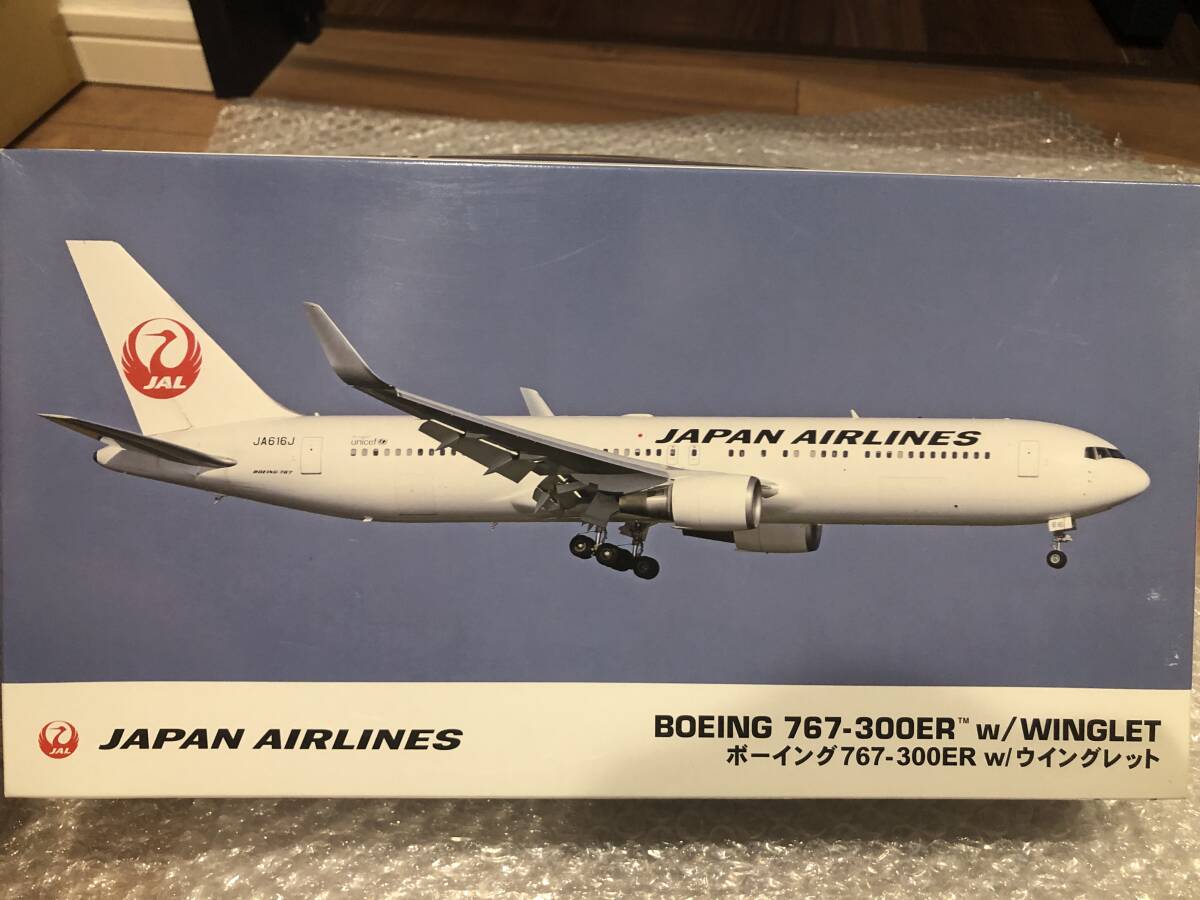 JAL
JA616J
unicef
JAPAN AIRLINES
BOEING 767
JAL JAPAN AIRLINES
BOEING 767-300ER™ w/WINGLET
ボーイング767-300ER w/ウイングレット